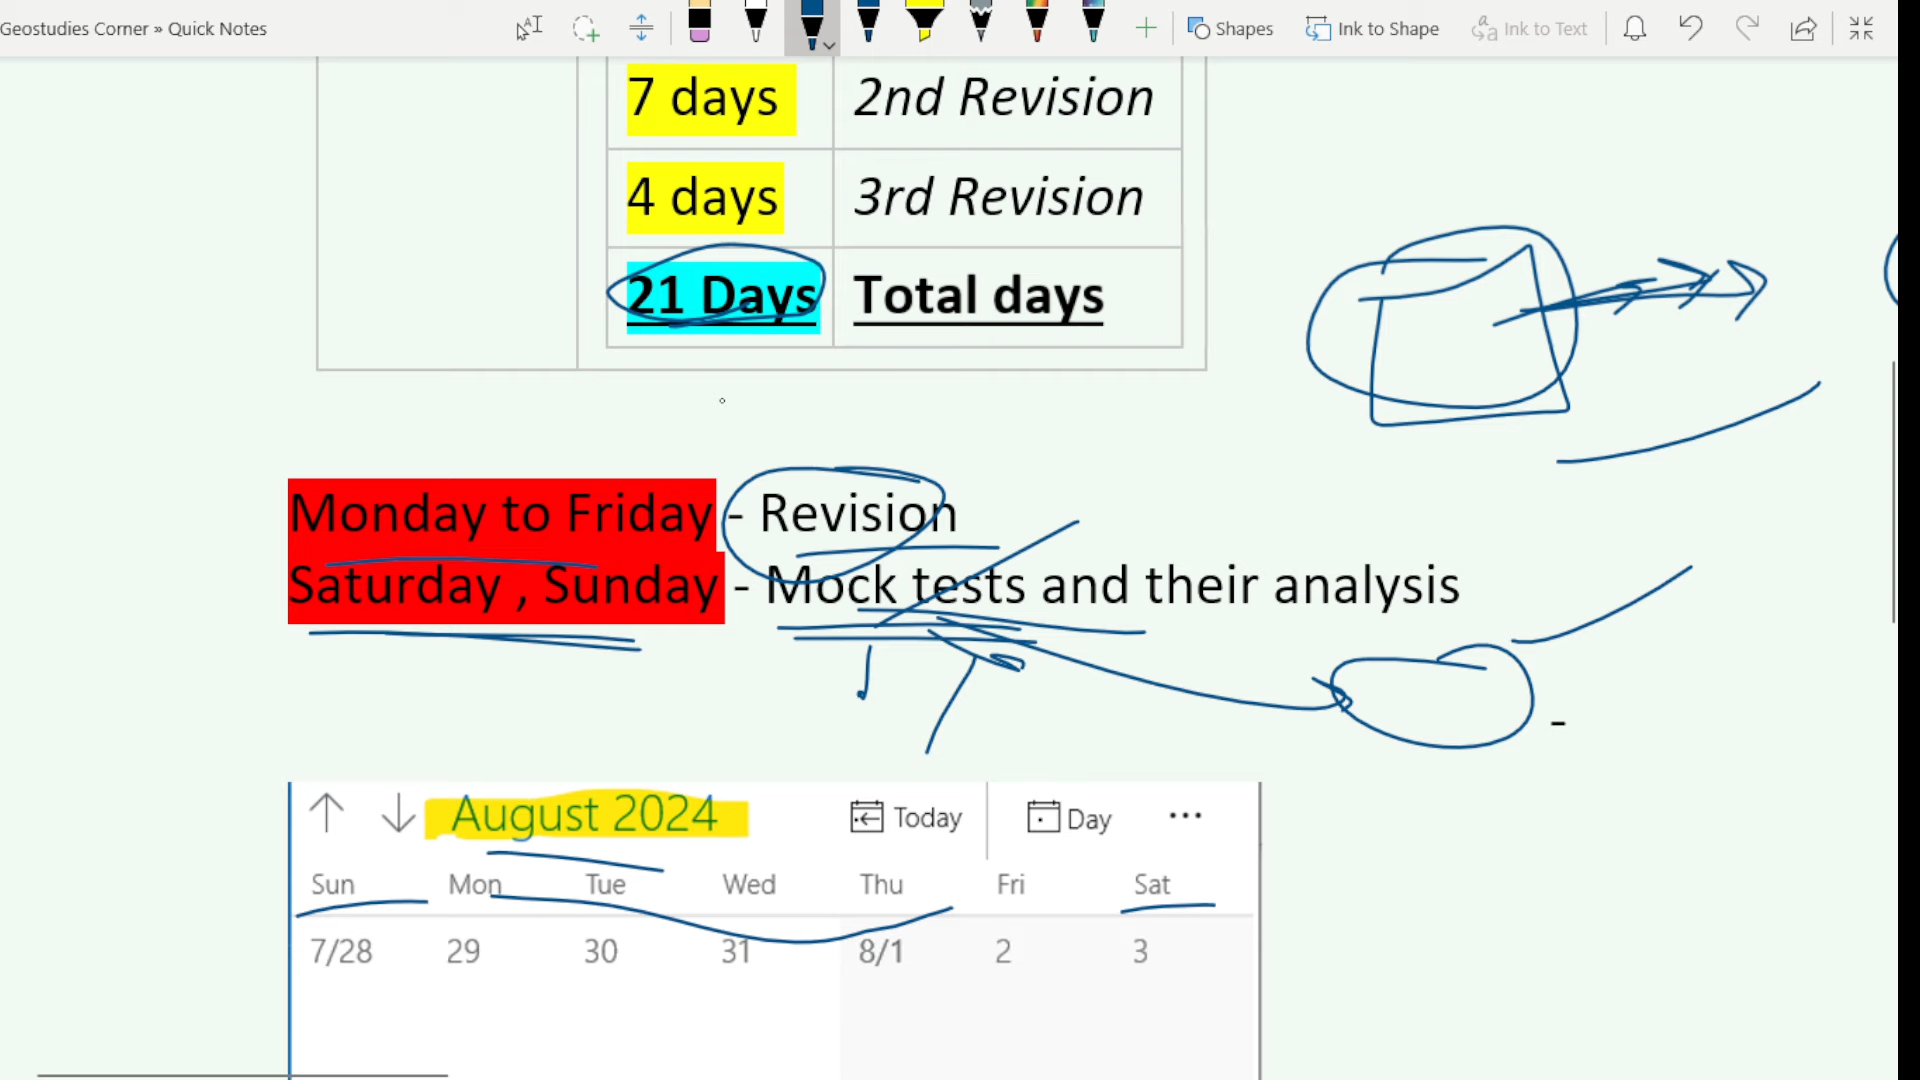 Geostudies Corner » Quick Notes
Shapes
Ink to Shape
Ink to Text
7 days 2nd Revision
4 days 3rd Revision
21 Days Total days
Monday to Friday - Revision
Saturday , Sunday - Mock tests and their analysis
-
August 2024 Today Day ...
Sun Mon Tue Wed Thu Fri Sat
7/28 29 30 31 8/1 2 3